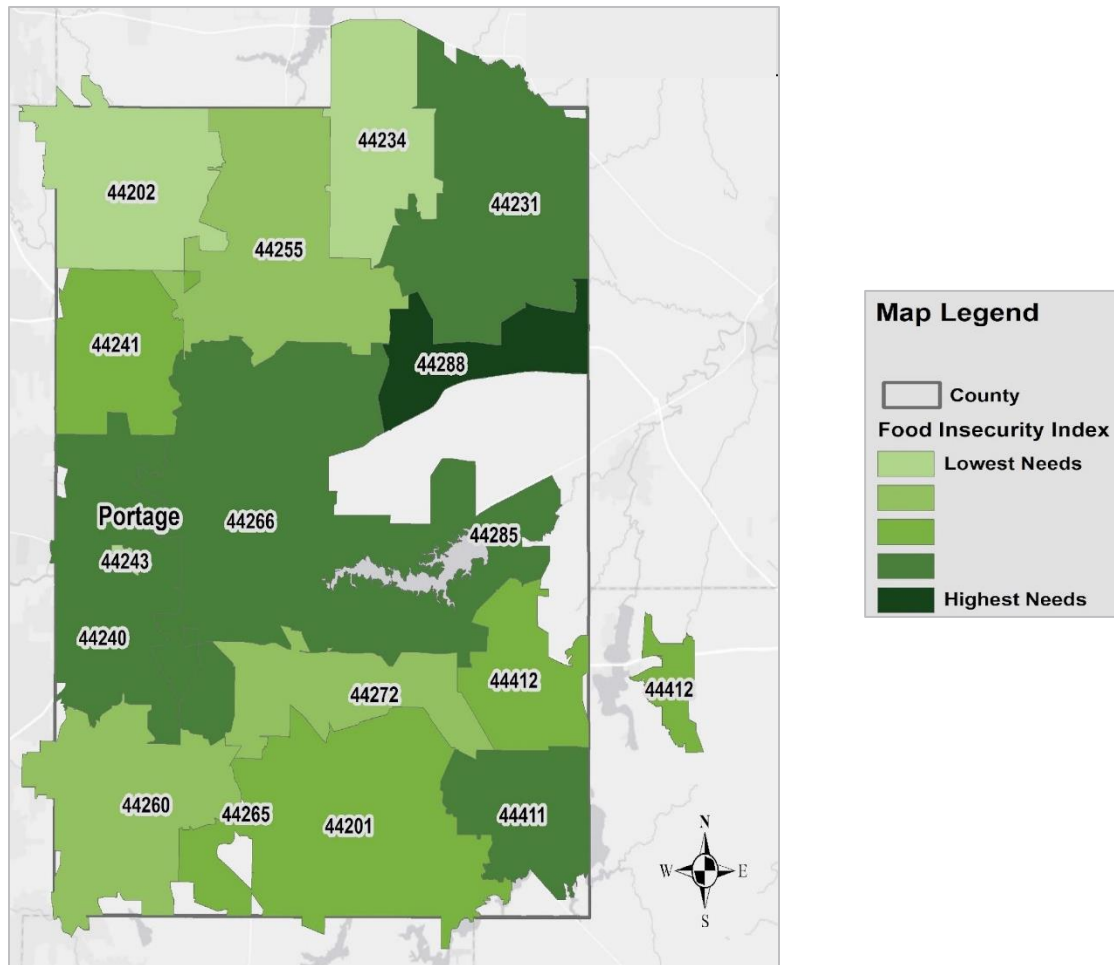 44234
44202
44231
44255
44241
44288
Portage
44266
44285
44243
44240
44272
44412
44412
44260
44265
44201
44411
N
W
E
S
Map Legend
County
Food Insecurity Index
Lowest Needs
Highest Needs